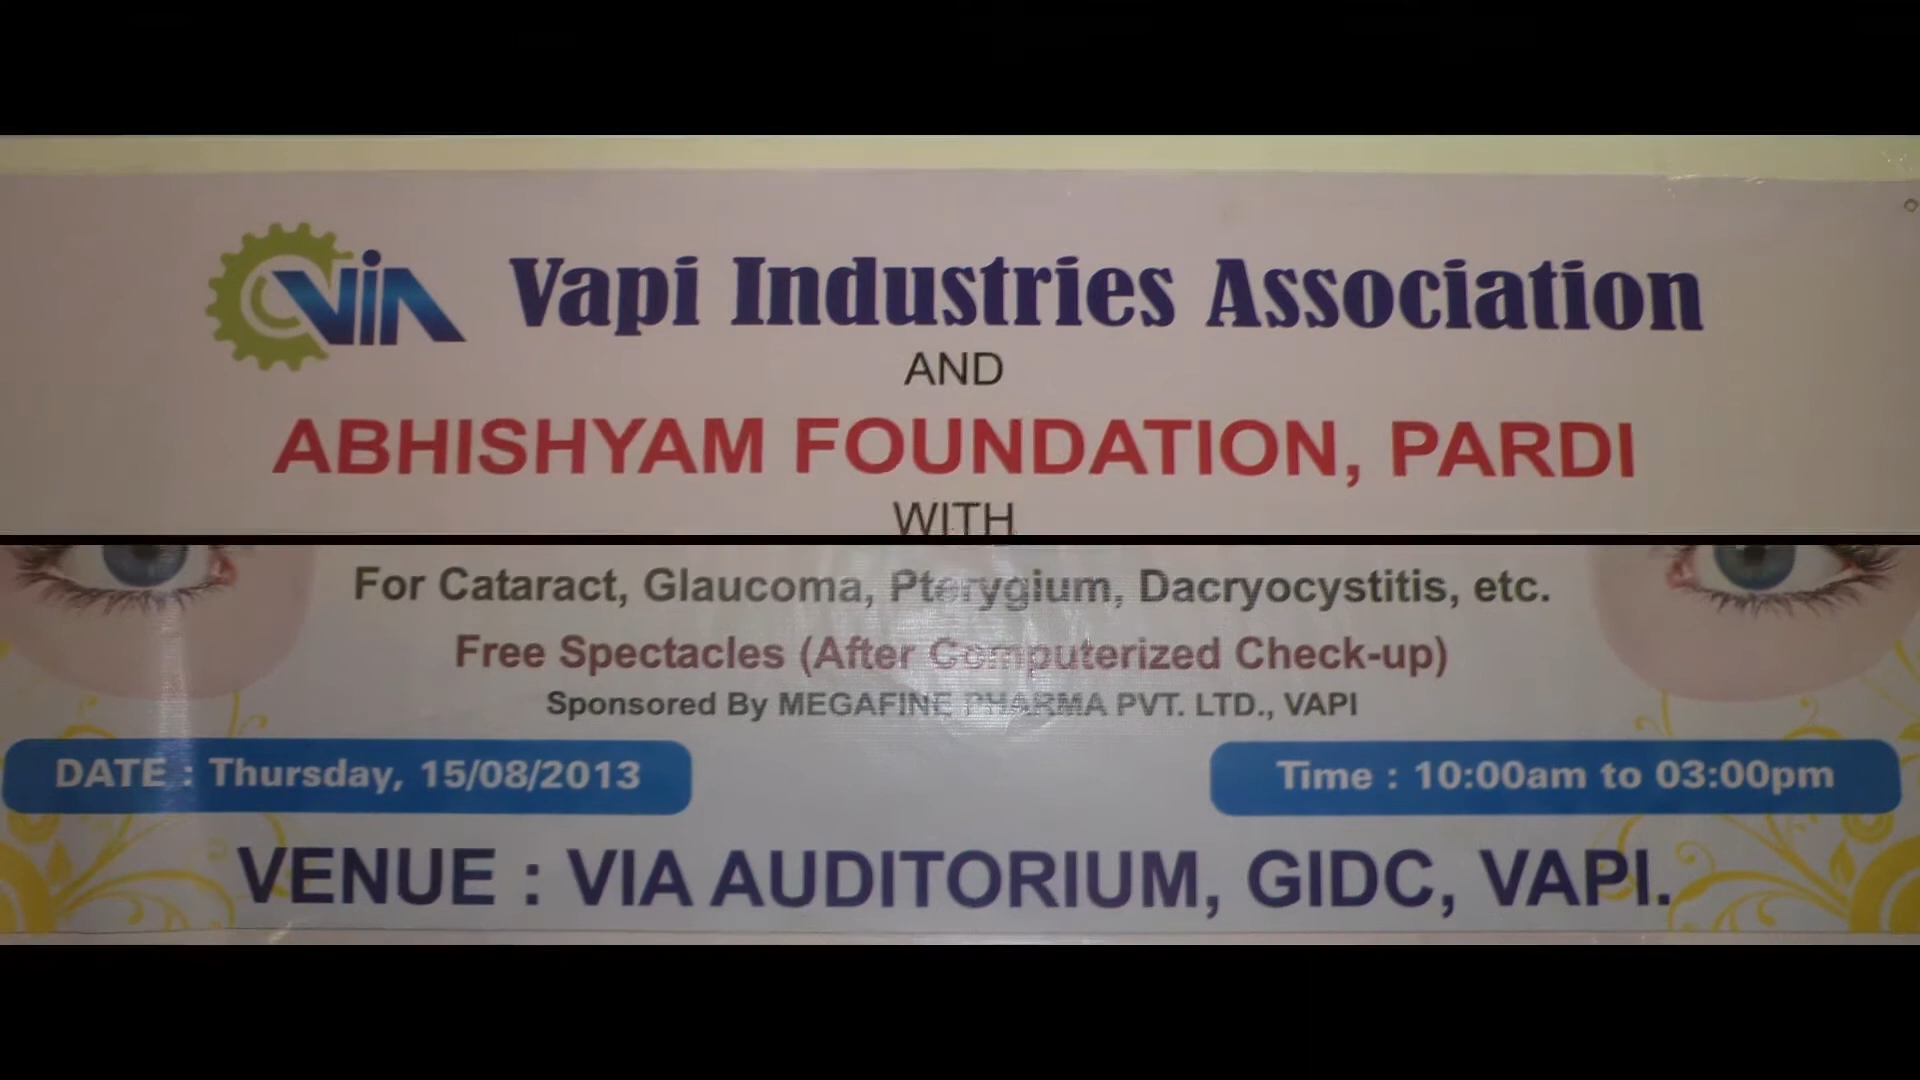 VIA Vapi Industries Association
AND
ABHISHYAM FOUNDATION, PARDI
WITH
For Cataract, Glaucoma, Pterygium, Dacryocystitis, etc.
Free Spectacles (After Computerized Check-up)
Sponsored By MEGAFINE PHARMA PVT. LTD., VAPI
DATE : Thursday, 15/08/2013 Time : 10:00am to 03:00pm
VENUE : VIA AUDITORIUM, GIDC, VAPI.